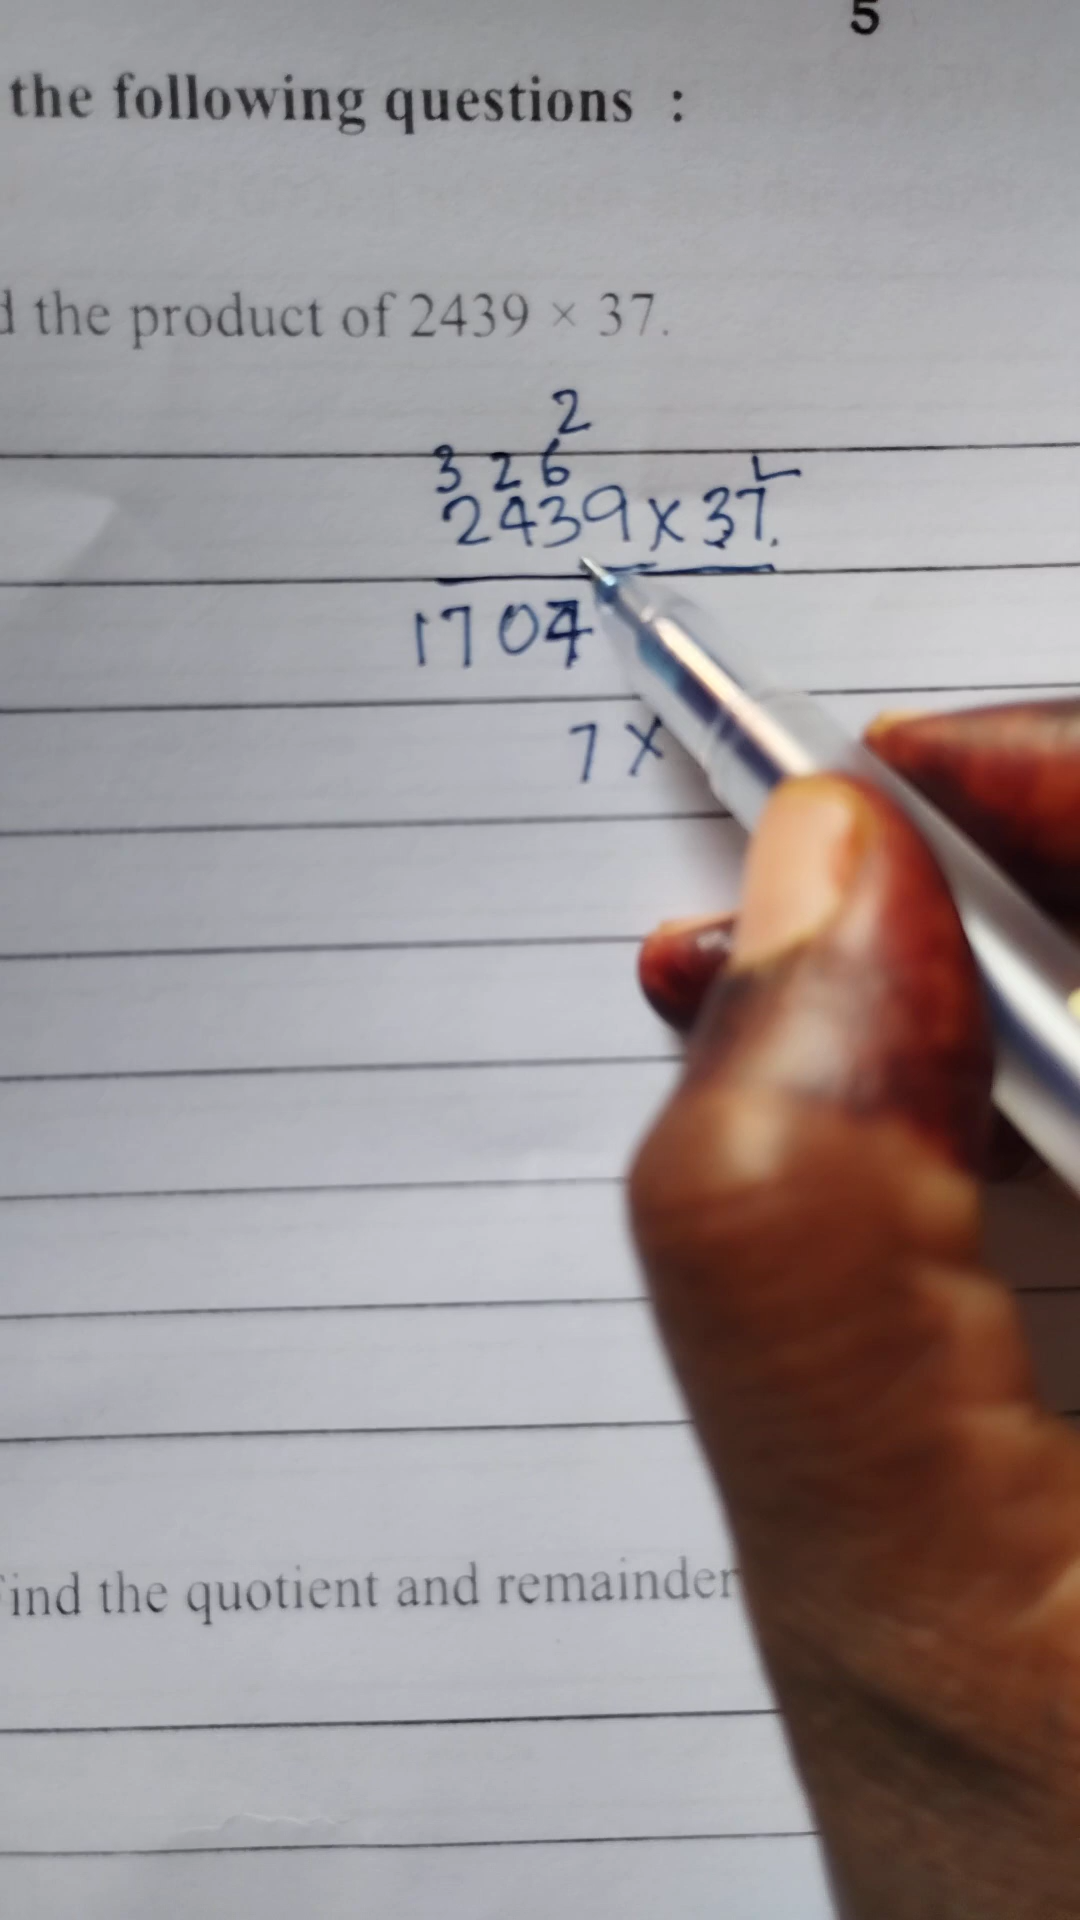 5
the following questions :
the product of 2439 × 37.
2
3 2 6
2439 x 37.
1704
7 x
ind the quotient and remainder